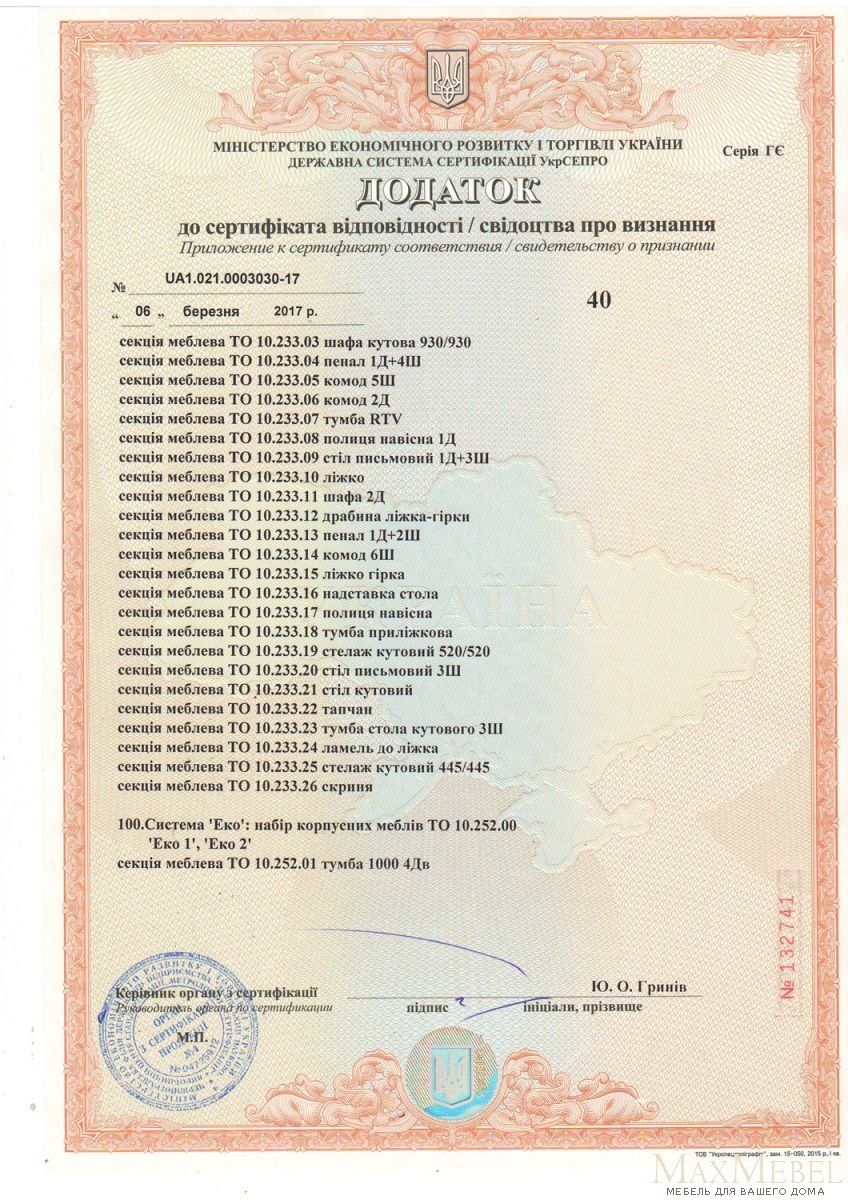 МІНІСТЕРСТВО ЕКОНОМІЧНОГО РОЗВИТКУ І ТОРГІВЛІ УКРАЇНИ
Серія ГЄ
ДЕРЖАВНА СИСТЕМА СЕРТИФІКАЦІЇ УкрСЕПРО
ДОДАТОК
до сертифіката відповідності / свідоцтва про визнання
Приложение к сертификату соответствия / свидетельству о признании
№ UA1.021.0003030-17
„ 06 „ березня 2017 р.
40
секція меблева ТО 10.233.03 шафа кутова 930/930
секція меблева ТО 10.233.04 пенал 1Д+4Ш
секція меблева ТО 10.233.05 комод 5Ш
секція меблева ТО 10.233.06 комод 2Д
секція меблева ТО 10.233.07 тумба RTV
секція меблева ТО 10.233.08 полиця навісна 1Д
секція меблева ТО 10.233.09 стіл письмовий 1Д+3Ш
секція меблева ТО 10.233.10 ліжко
секція меблева ТО 10.233.11 шафа 2Д
секція меблева ТО 10.233.12 драбина ліжка-гірки
секція меблева ТО 10.233.13 пенал 1Д+2Ш
секція меблева ТО 10.233.14 комод 6Ш
секція меблева ТО 10.233.15 ліжко гірка
секція меблева ТО 10.233.16 надставка стола
секція меблева ТО 10.233.17 полиця навісна
секція меблева ТО 10.233.18 тумба приліжкова
секція меблева ТО 10.233.19 стелаж кутовий 520/520
секція меблева ТО 10.233.20 стіл письмовий 3Ш
секція меблева ТО 10.233.21 стіл кутовий
секція меблева ТО 10.233.22 тапчан
секція меблева ТО 10.233.23 тумба стола кутового 3Ш
секція меблева ТО 10.233.24 ламель до ліжка
секція меблева ТО 10.233.25 стелаж кутовий 445/445
секція меблева ТО 10.233.26 скриня
100.Система 'Еко': набір корпусних меблів ТО 10.252.00
'Еко 1', 'Еко 2'
секція меблева ТО 10.252.01 тумба 1000 4Дв
№ 132741
Керівник органу з сертифікації
Ю. О. Гринів
Руководитель органа по сертификации
підпис
ініціали, прізвище
М.П.
ОРГАН
З СЕРТИФІКАЦІЇ
ПРОДУКЦІЇ
№1
ТОВ "Укрспецполіграфія", зам. 15-050, 2015 р., І кв.
MAXMEBEL
МЕБЕЛЬ ДЛЯ ВАШЕГО ДОМА